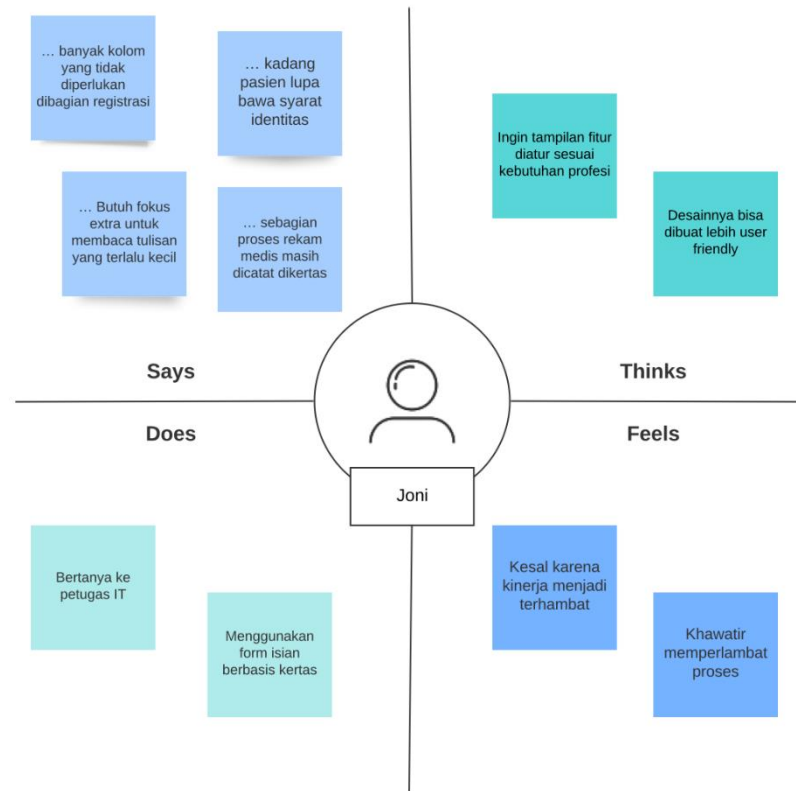 … banyak kolom
yang tidak
diperlukan
dibagian registrasi
… kadang
pasien lupa
bawa syarat
identitas
… Butuh fokus
extra untuk
membaca tulisan
yang terlalu kecil
… sebagian
proses rekam
medis masih
dicatat dikertas
Says
Ingin tampilan fitur
diatur sesuai
kebutuhan profesi
Desainnya bisa
dibuat lebih user
friendly
Thinks
Joni
Does
Bertanya ke
petugas IT
Menggunakan
form isian
berbasis kertas
Feels
Kesal karena
kinerja menjadi
terhambat
Khawatir
memperlambat
proses